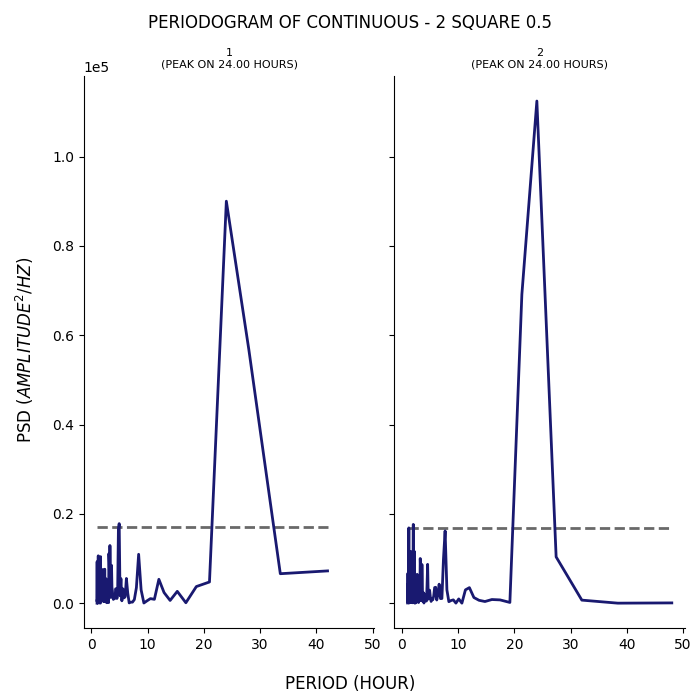 PERIODOGRAM OF CONTINUOUS - 2 SQUARE 0.5
1
(PEAK ON 24.00 HOURS)
2
(PEAK ON 24.00 HOURS)
1e5
1.0
0.8
0.6
0.4
0.2
0.0
PSD (AMPLITUDE²/HZ)
0 10 20 30 40 50
0 10 20 30 40 50
PERIOD (HOUR)